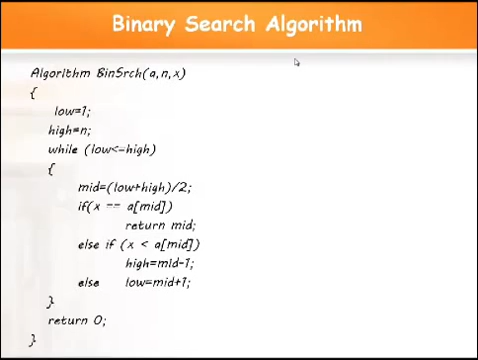 Binary Search Algorithm
Algorithm BinSrch(a,n,x)
{
low=1;
high=n;
while (low<=high)
{
mid=(low+high)/2;
if(x == a[mid])
return mid;
else if (x < a[mid])
high=mid-1;
else low=mid+1;
}
return 0;
}